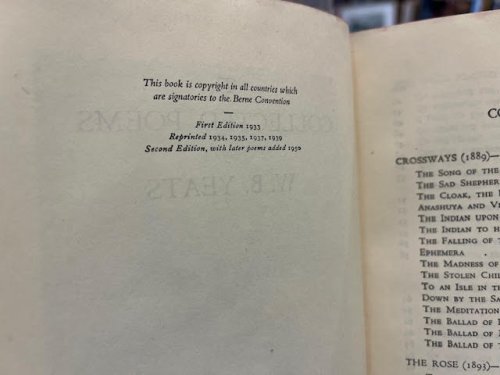 This book is copyright in all countries which
are signatories to the Berne Convention
First Edition 1933
Reprinted 1934, 1935, 1937, 1939
Second Edition, with later poems added 1950
POEMS
W. B. YEATS
CO
CROSSWAYS (1889)—
THE SONG OF THE
THE SAD SHEPHER
THE CLOAK, THE
ANASHUYA AND V
THE INDIAN UPON
THE INDIAN TO H
THE FALLING OF T
EPHEMERA .
THE MADNESS OF
THE STOLEN CHIL
TO AN ISLE IN TH
DOWN BY THE SA
THE MEDITATION
THE BALLAD OF
THE BALLAD OF
THE BALLAD OF
THE ROSE (1893)—